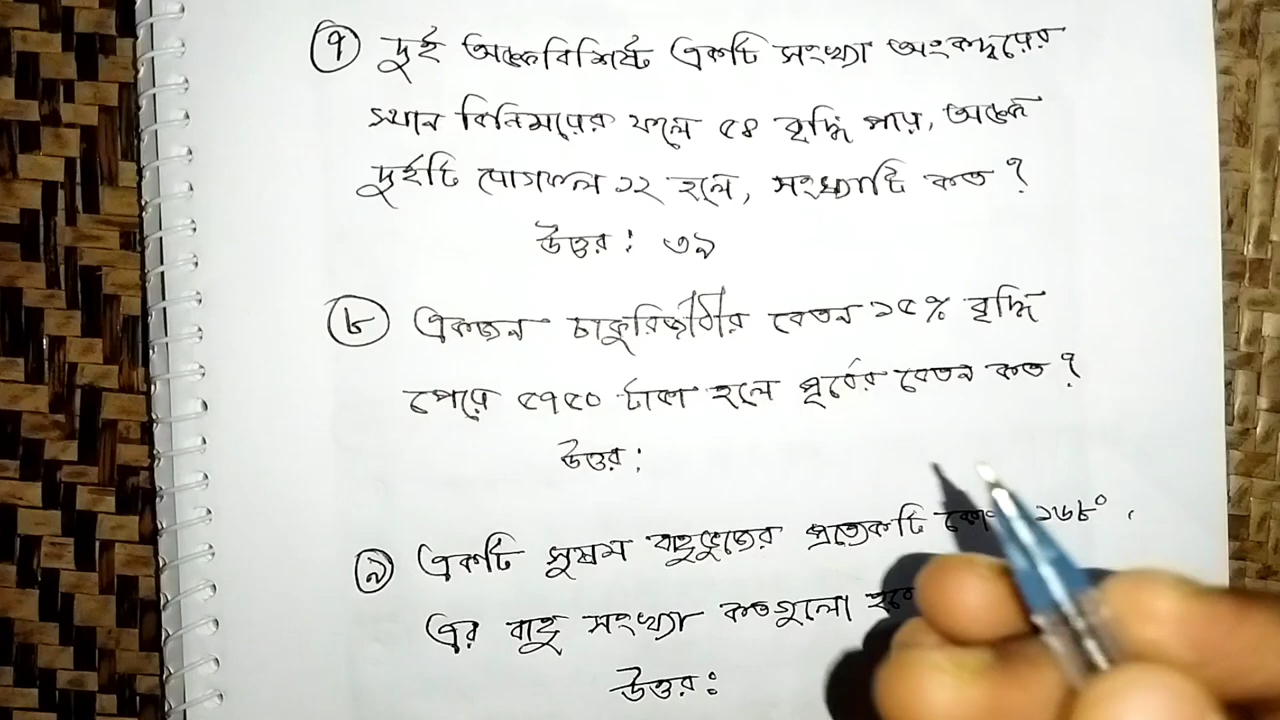 ৭ দুই অঙ্কবিশিষ্ট একটি সংখ্যা অংকদ্বয়ের
স্থান বিনিময়ের ফলে ৫৪ বৃদ্ধি পায়, অঙ্ক
দুইটি যোগফল ১২ হলে, সংখ্যাটি কত ?
উত্তর : ৩৯
৮ একজন চাকুরিজীবীর বেতন ১৫% বৃদ্ধি
পেয়ে ৫৭৫০ টাকা হলে পূর্বের বেতন কত ?
উত্তর :
৯ একটি সুষম বহুভুজের প্রত্যেকটি ১৬৮° ,
এর বাহু সংখ্যা কতগুলো
উত্তর :